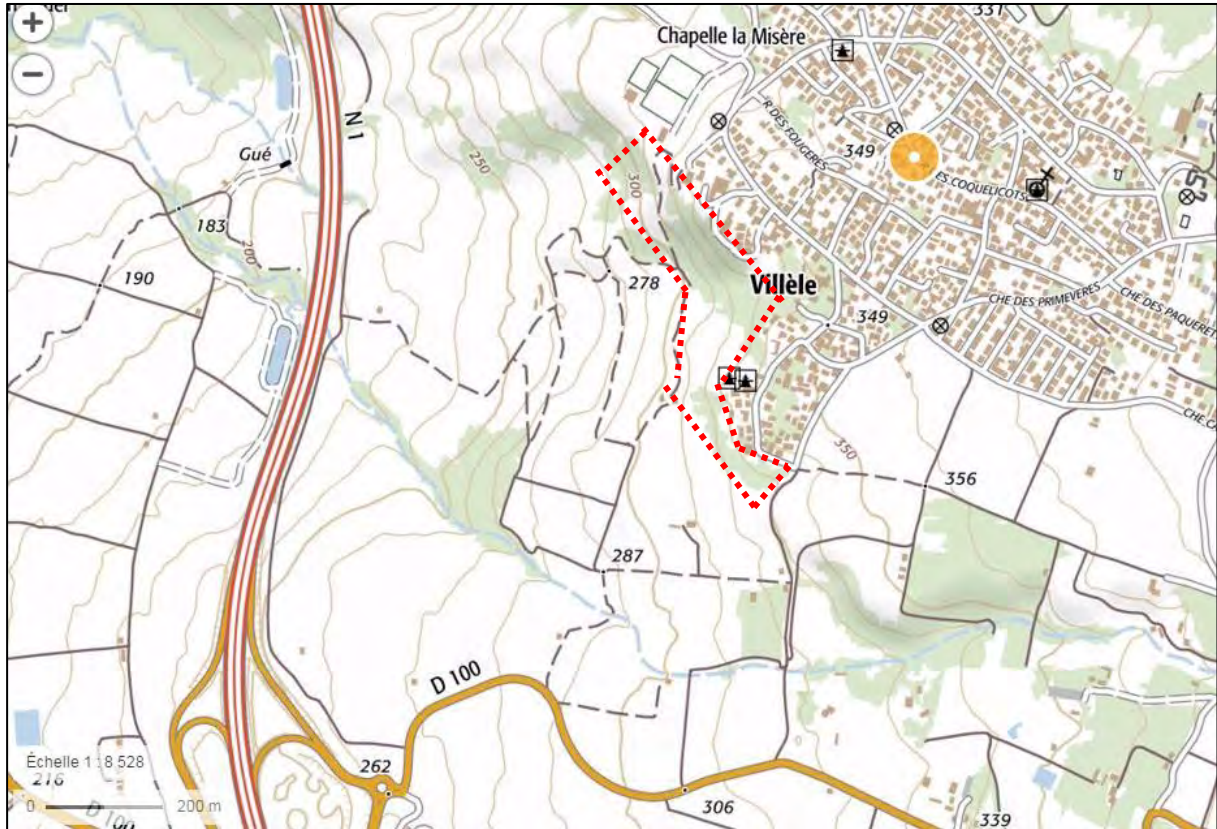 331
Chapelle la Misère
N 1
R DES FOUGERES
349
ES COQUELICOTS
Gué
250
300
183
200
190
278
Villèle
CHE DES PRIMEVERES
CHE DES PAQUERET
349
CHE CA
350
356
287
D 100
Échelle 1 : 8 528
216
262
0
200 m
D 100
306
339